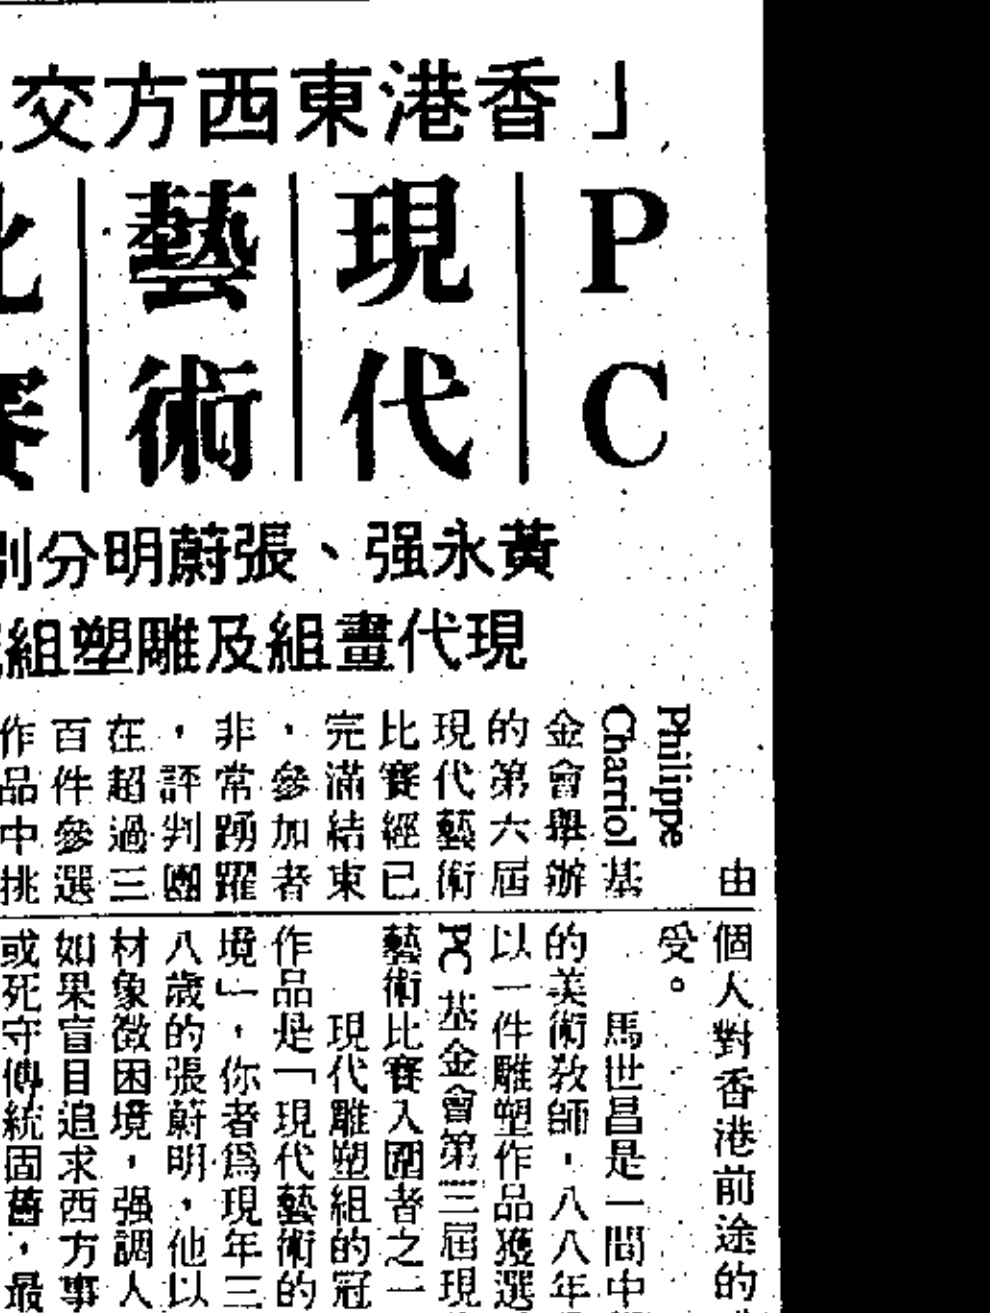 「香港東西方交
PC
現代
藝術
黃永强、張蔚明分別
現代畫組及雕塑組
由
Philippe
Charriol基
金會舉辦
的第六屆
現代藝術
比賽經已
完滿結束
，參加者
非常踴躍
，評判團
在超過三
百件參選
作品中挑
個人對香港前途的
受。
馬世昌是一間中
的美術教師，八八年
以一件雕塑作品獲選
PC基金會第三屆現
藝術比賽入圍者之一
現代雕塑組的冠
作品是「現代藝術的
境」，你者爲現年三
八歲的張蔚明，他以
材象徵困境，强調人
如果盲目追求西方事
或死守傳統固舊，最